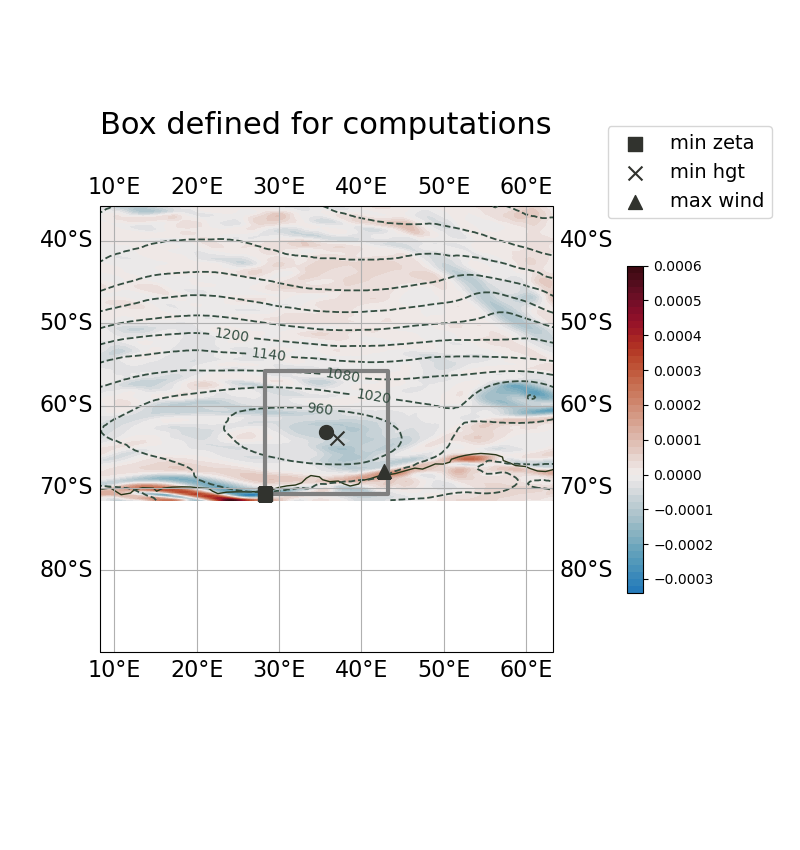 Box defined for computations
min zeta
min hgt
max wind
10°E 20°E 30°E 40°E 50°E 60°E
40°S 40°S
50°S 50°S
60°S 60°S
70°S 70°S
80°S 80°S
1200
1140
1080
1020
960
10°E 20°E 30°E 40°E 50°E 60°E
0.0006
0.0005
0.0004
0.0003
0.0002
0.0001
0.0000
−0.0001
−0.0002
−0.0003